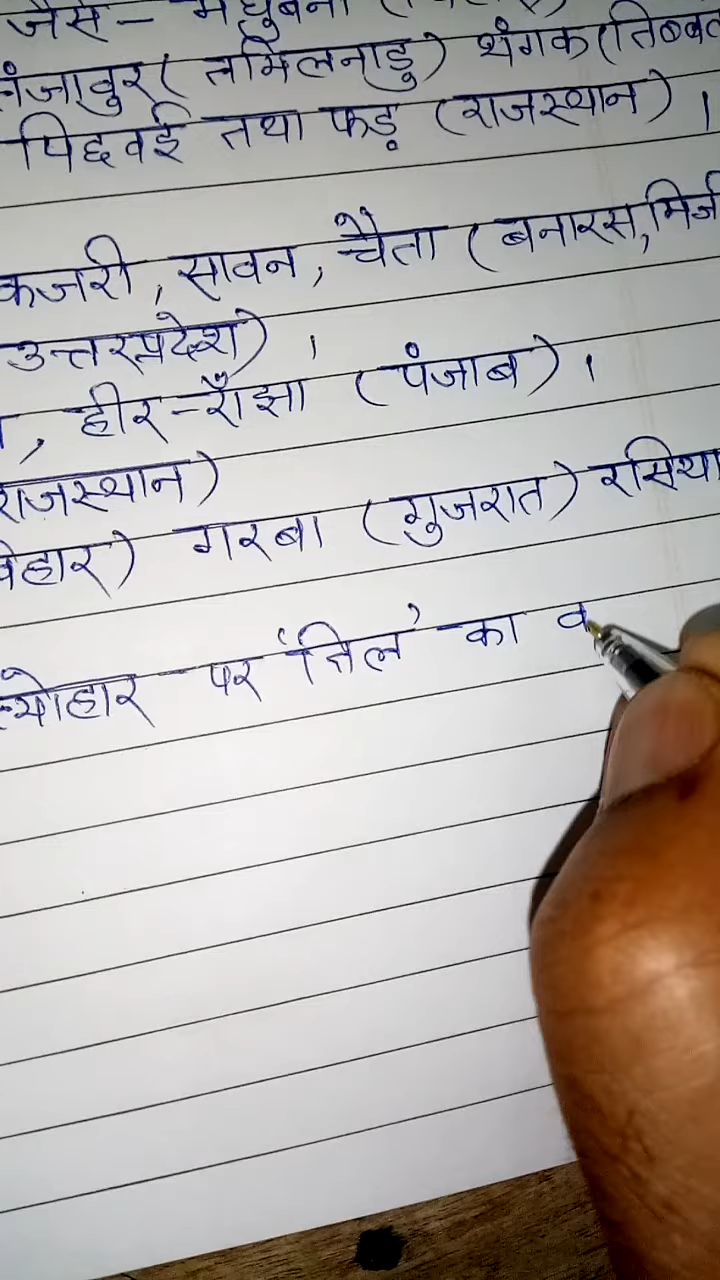 जैसे - मधुबनी (
तंजावुर ( तमिलनाडु ) थंगक (तिब्बत
पिछवई तथा फड़ (राजस्थान) ।
कजरी , सावन , चैता ( बनारस, मिर्ज
उत्तरप्रदेश) ।
, हीर-राँझा ( पंजाब ) ।
राजस्थान)
बिहार) गरबा (गुजरात) रसिया
त्योहार पर 'तिल' का व